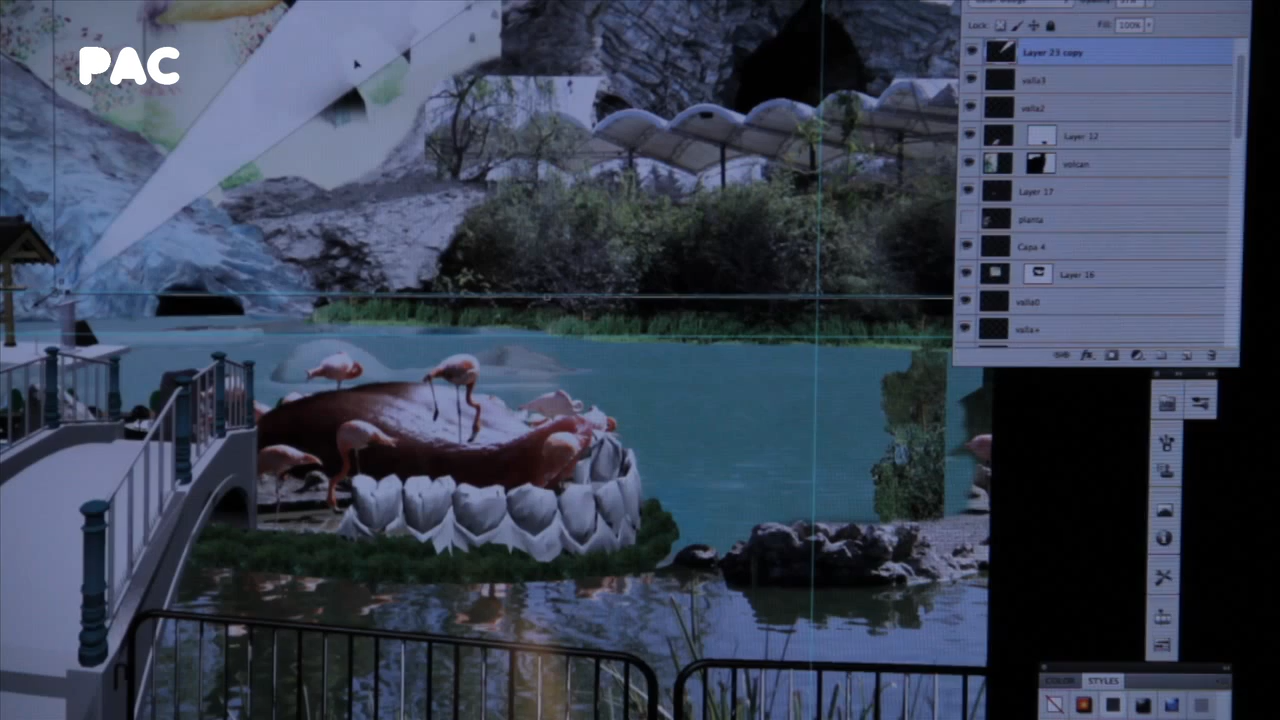 PAC
Lock:
Fill: 100%
Layer 23 copy
valla3
valla2
Layer 12
volcan
Layer 17
planta
Capa 4
Layer 16
valla0
valla+
COLOR STYLES